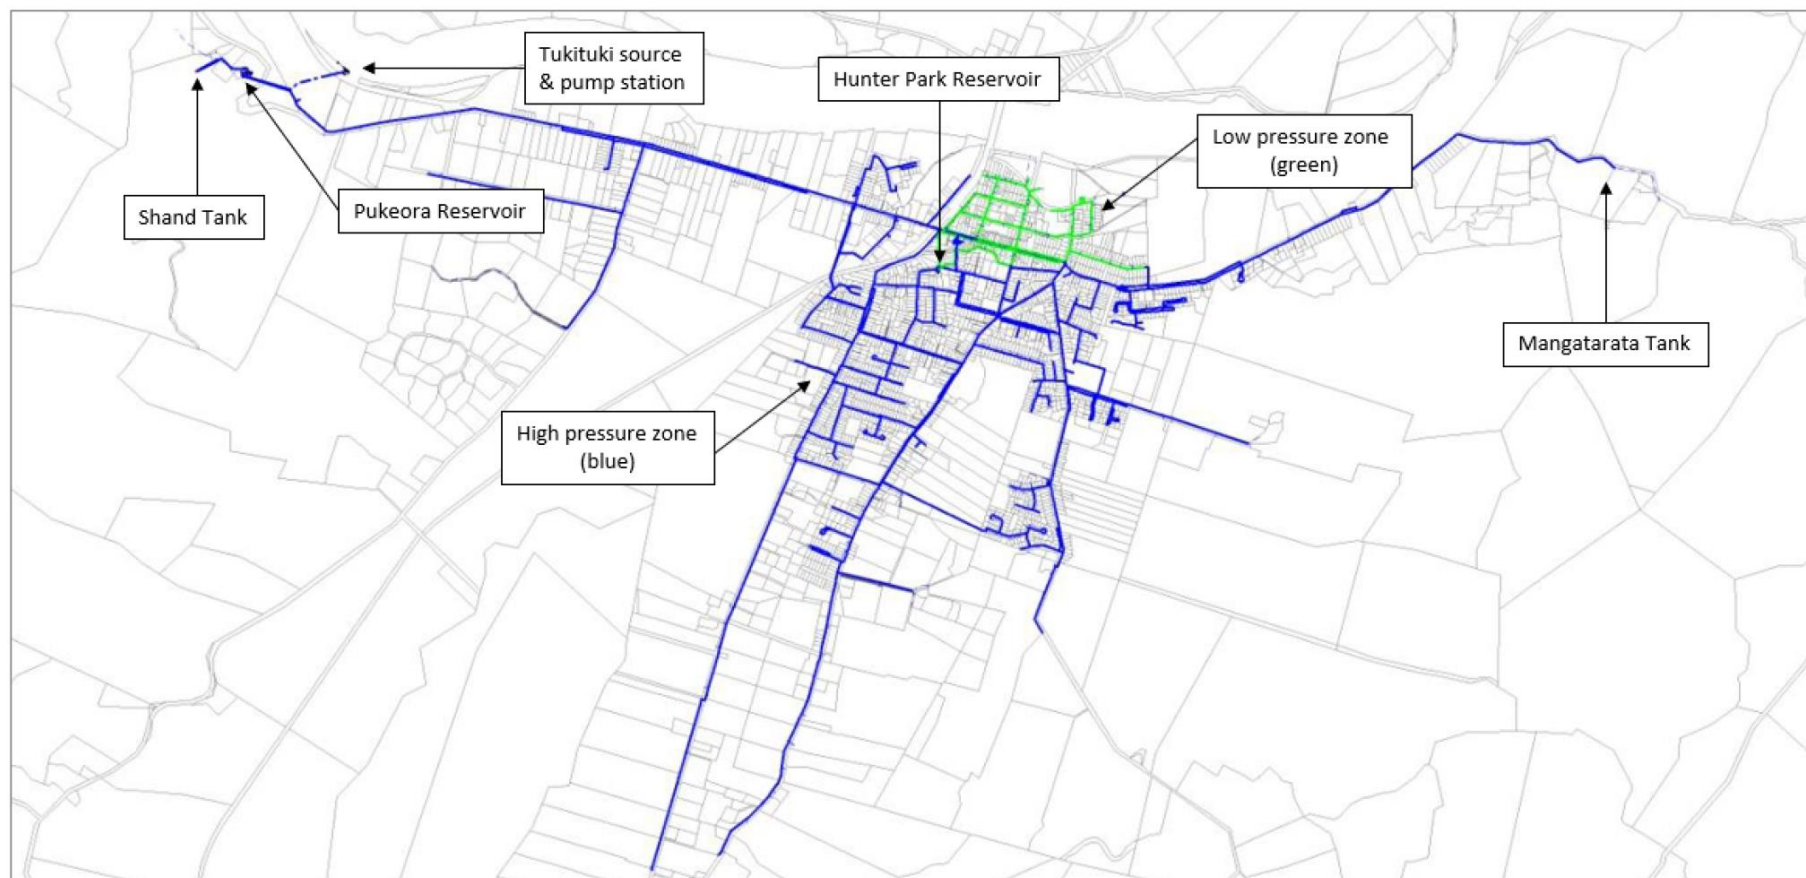 Tukituki source
& pump station
Hunter Park Reservoir
Low pressure zone
(green)
Shand Tank
Pukeora Reservoir
Mangatarata Tank
High pressure zone
(blue)